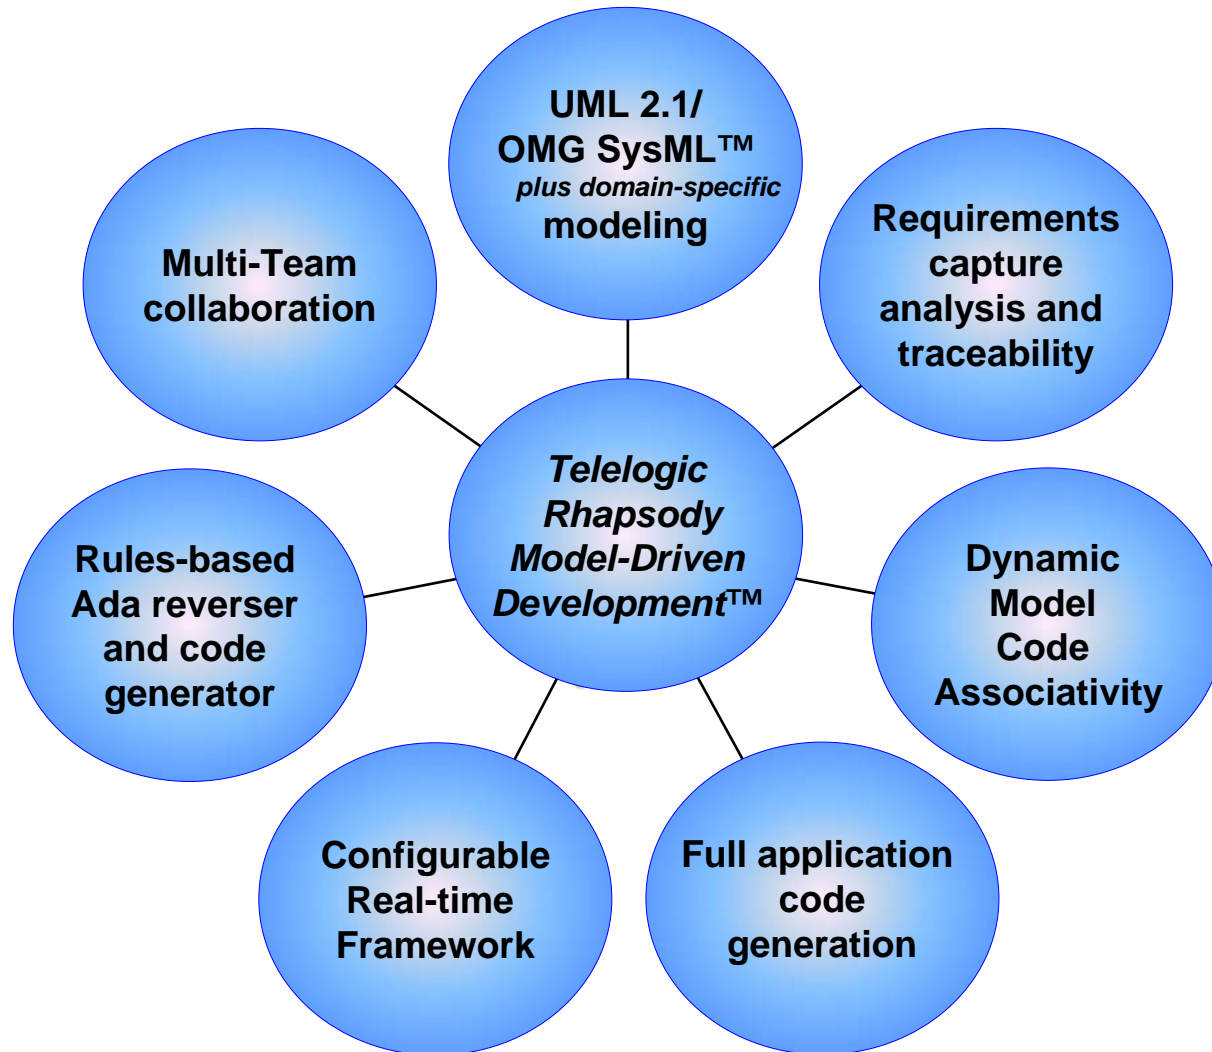 UML 2.1/
OMG SysML™
plus domain-specific
modeling
Requirements
capture
analysis and
traceability
Multi-Team
collaboration
Telelogic
Rhapsody
Model-Driven
Development™
Dynamic
Model
Code
Associativity
Rules-based
Ada reverser
and code
generator
Configurable
Real-time
Framework
Full application
code
generation